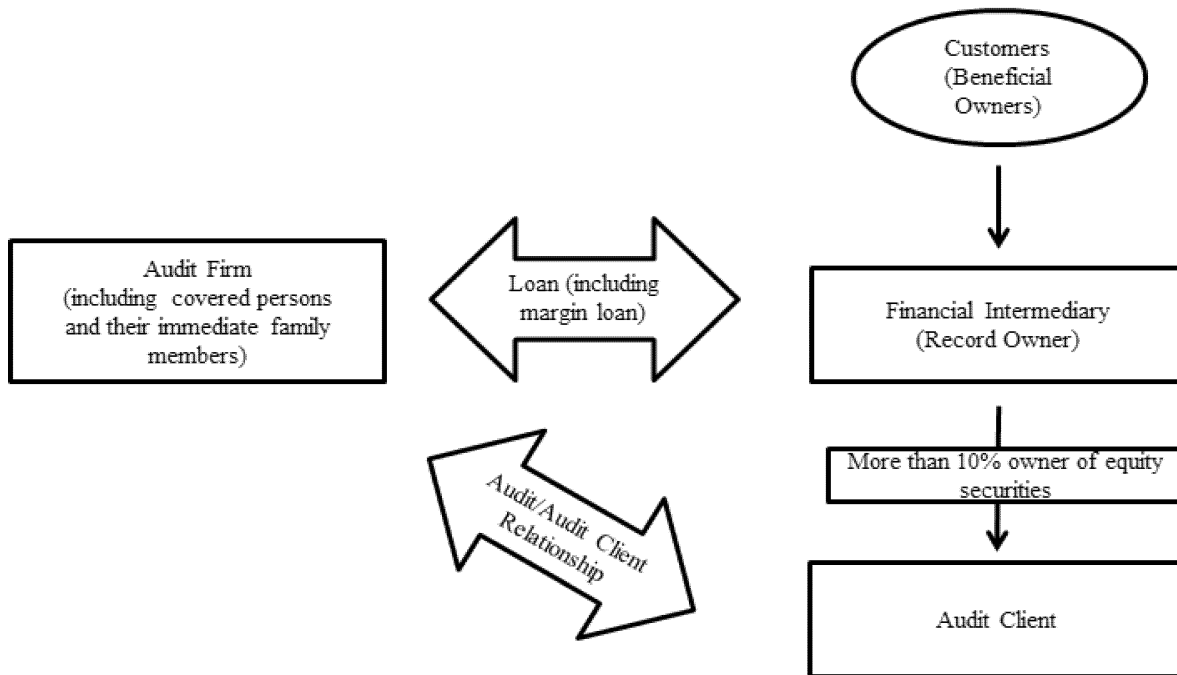 Customers
(Beneficial
Owners)
Audit Firm
(including covered persons
and their immediate family
members)
Loan (including
margin loan)
Financial Intermediary
(Record Owner)
More than 10% owner of equity
securities
Audit/Audit Client
Relationship
Audit Client